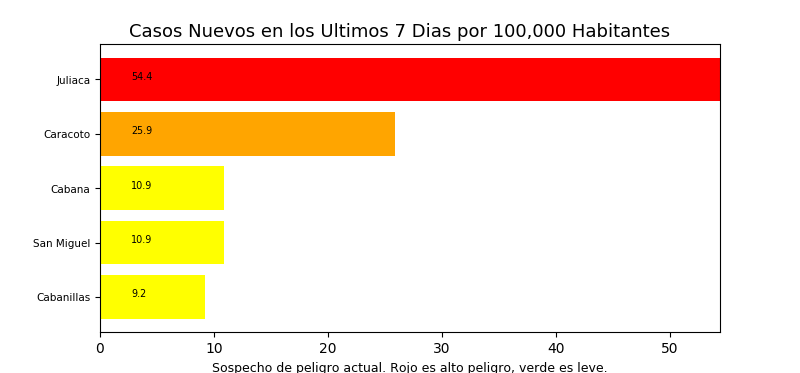 Casos Nuevos en los Ultimos 7 Dias por 100,000 Habitantes
Juliaca 54.4
Caracoto 25.9
Cabana 10.9
San Miguel 10.9
Cabanillas 9.2
0 10 20 30 40 50
Sospecho de peligro actual. Rojo es alto peligro, verde es leve.